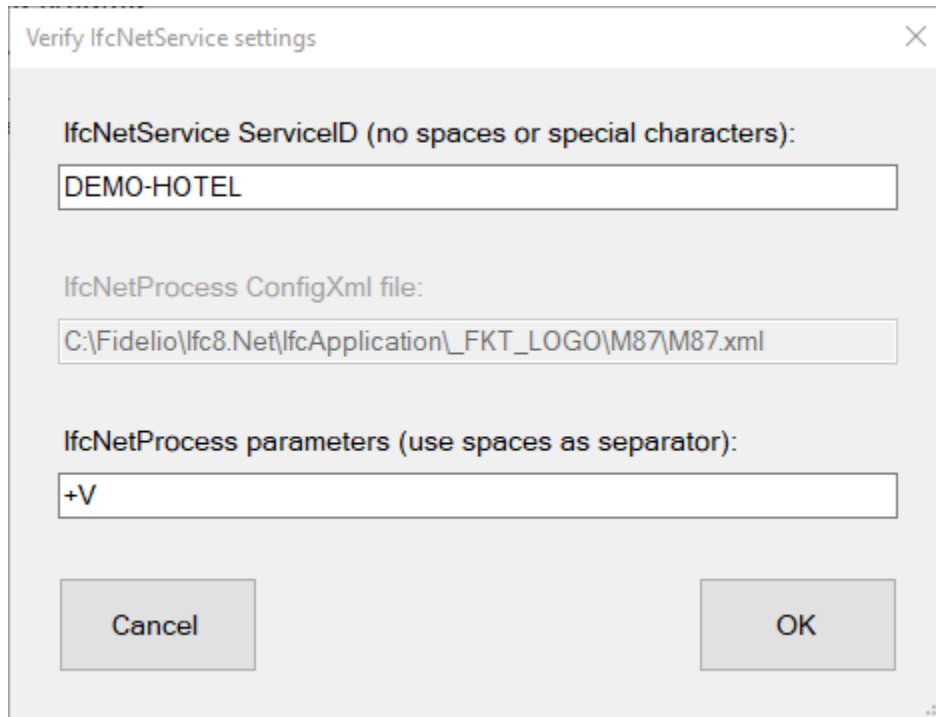 Verify IfcNetService settings
IfcNetService ServiceID (no spaces or special characters):
DEMO-HOTEL
IfcNetProcess ConfigXml file:
C:\Fidelio\Ifc8.Net\IfcApplication\_FKT_LOGO\M87\M87.xml
IfcNetProcess parameters (use spaces as separator):
+V
Cancel
OK